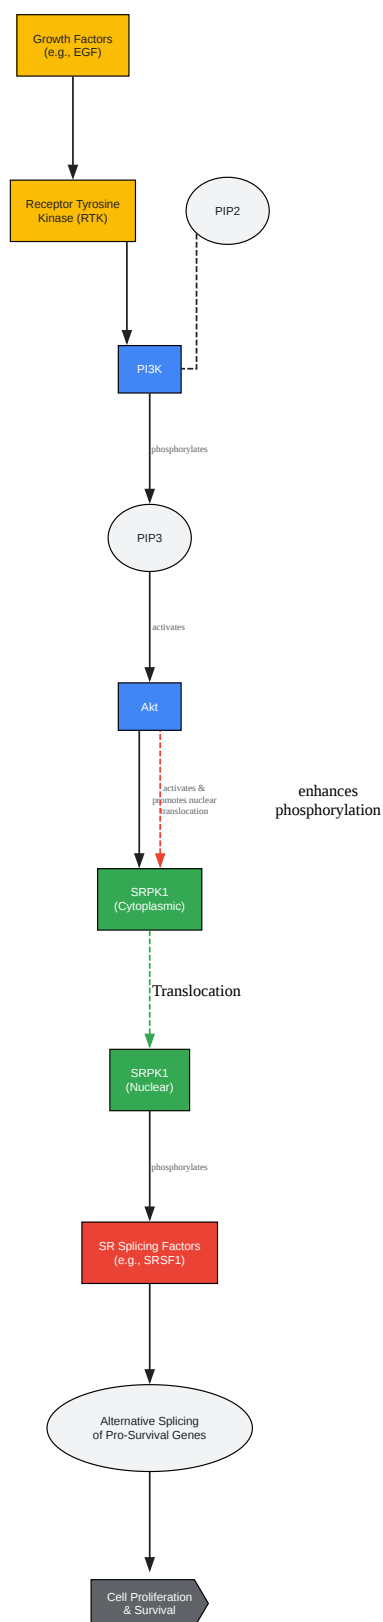 Growth Factors
(e.g., EGF)
Receptor Tyrosine
Kinase (RTK)
PIP2
PI3K
phosphorylates
PIP3
activates
Akt
activates &
promotes nuclear
translocation
enhances
phosphorylation
SRPK1
(Cytoplasmic)
Translocation
SRPK1
(Nuclear)
phosphorylates
SR Splicing Factors
(e.g., SRSF1)
Alternative Splicing
of Pro-Survival Genes
Cell Proliferation
& Survival